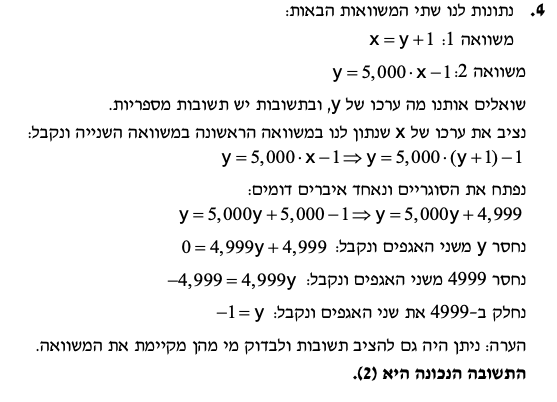 4. נתונות לנו שתי המשוואות הבאות:
משוואה 1: x = y + 1
משוואה 2: y = 5,000 · x − 1
שואלים אותנו מה ערכו של y, ובתשובות יש תשובות מספריות.
נציב את ערכו של x שנתון לנו במשוואה הראשונה במשוואה השנייה ונקבל:
y = 5,000 · x − 1 ⇒ y = 5,000 · (y + 1) − 1
נפתח את הסוגריים ונאחד איברים דומים:
y = 5,000y + 5,000 − 1 ⇒ y = 5,000y + 4,999
נחסר y משני האגפים ונקבל: 0 = 4,999y + 4,999
נחסר 4999 משני האגפים ונקבל: −4,999 = 4,999y
נחלק ב-4999 את שני האגפים ונקבל: −1 = y
הערה: ניתן היה גם להציב תשובות ולבדוק מי מהן מקיימת את המשוואה.
התשובה הנכונה היא (2).